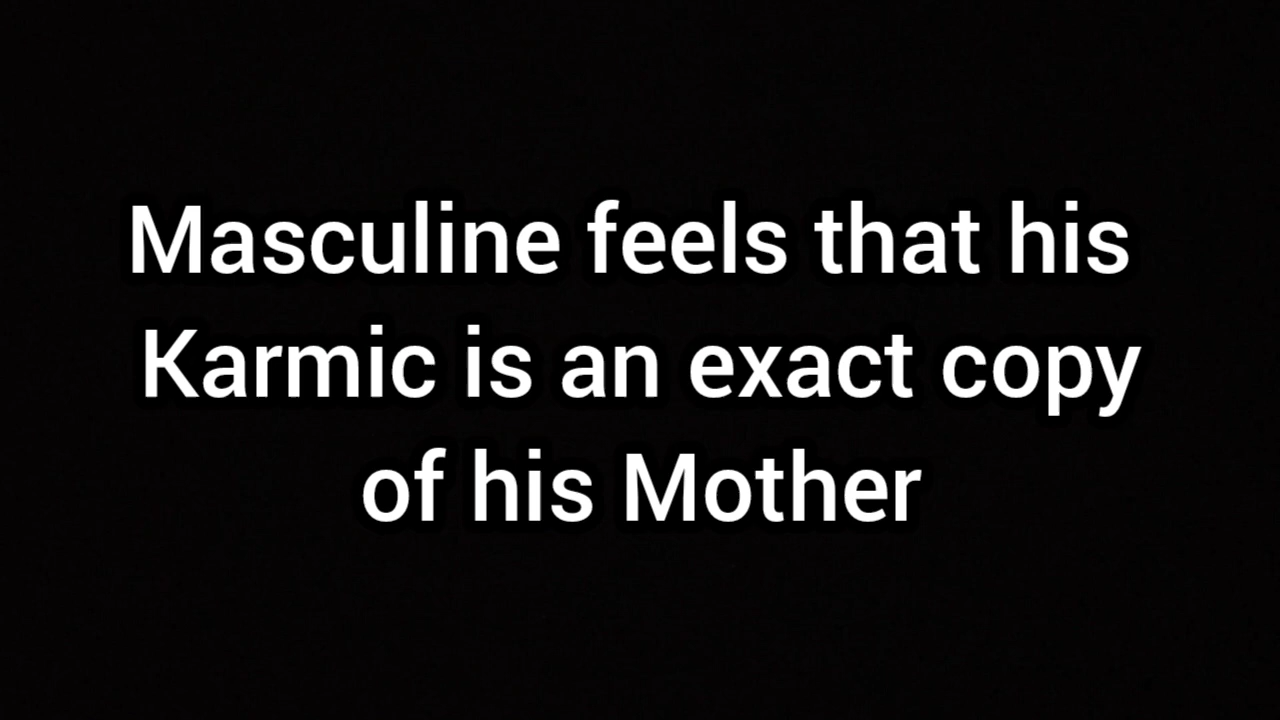 Masculine feels that his
Karmic is an exact copy
of his Mother